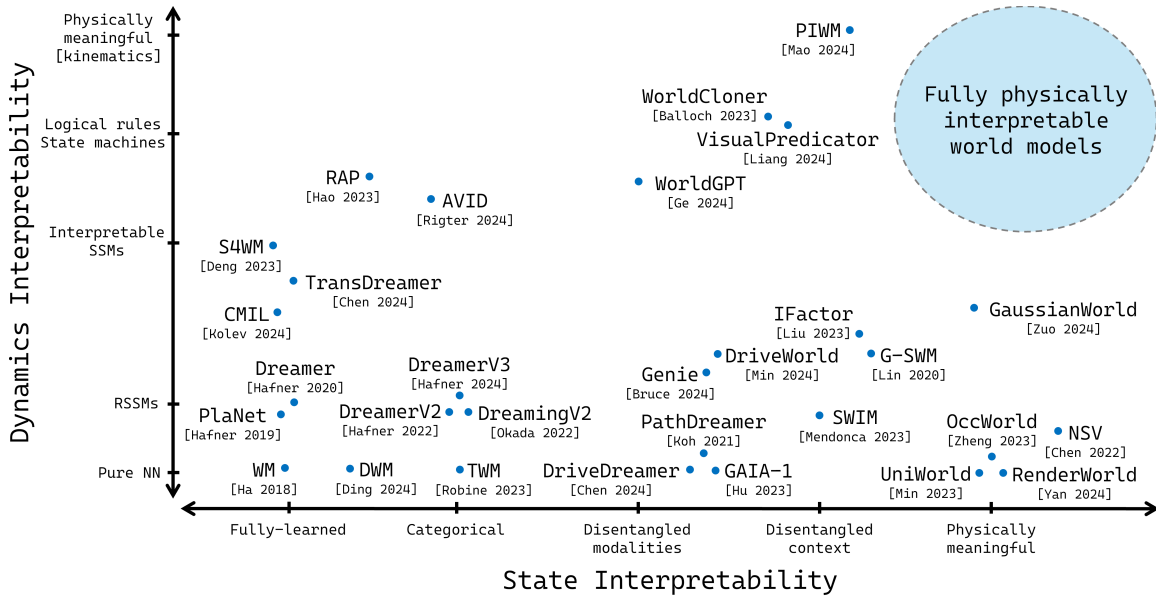 Physically
meaningful
[kinematics]
Logical rules
State machines
Interpretable
SSMs
RSSMs
Pure NN
Dynamics Interpretability
PIWM
[Mao 2024]
Fully physically
interpretable
world models
WorldCloner
[Balloch 2023]
VisualPredicator
[Liang 2024]
RAP
[Hao 2023]
AVID
[Rigter 2024]
WorldGPT
[Ge 2024]
S4WM
[Deng 2023]
TransDreamer
[Chen 2024]
CMIL
[Kolev 2024]
IFactor
[Liu 2023]
GaussianWorld
[Zuo 2024]
DriveWorld
[Min 2024]
G-SWM
[Lin 2020]
Genie
[Bruce 2024]
Dreamer
[Hafner 2020]
DreamerV3
[Hafner 2024]
PlaNet
[Hafner 2019]
DreamerV2
[Hafner 2022]
DreamingV2
[Okada 2022]
PathDreamer
[Koh 2021]
SWIM
[Mendonca 2023]
OccWorld
[Zheng 2023]
NSV
[Chen 2022]
WM
[Ha 2018]
DWM
[Ding 2024]
TWM
[Robine 2023]
DriveDreamer
[Chen 2024]
GAIA-1
[Hu 2023]
UniWorld
[Min 2023]
RenderWorld
[Yan 2024]
Fully-learned
Categorical
Disentangled
modalities
Disentangled
context
Physically
meaningful
State Interpretability